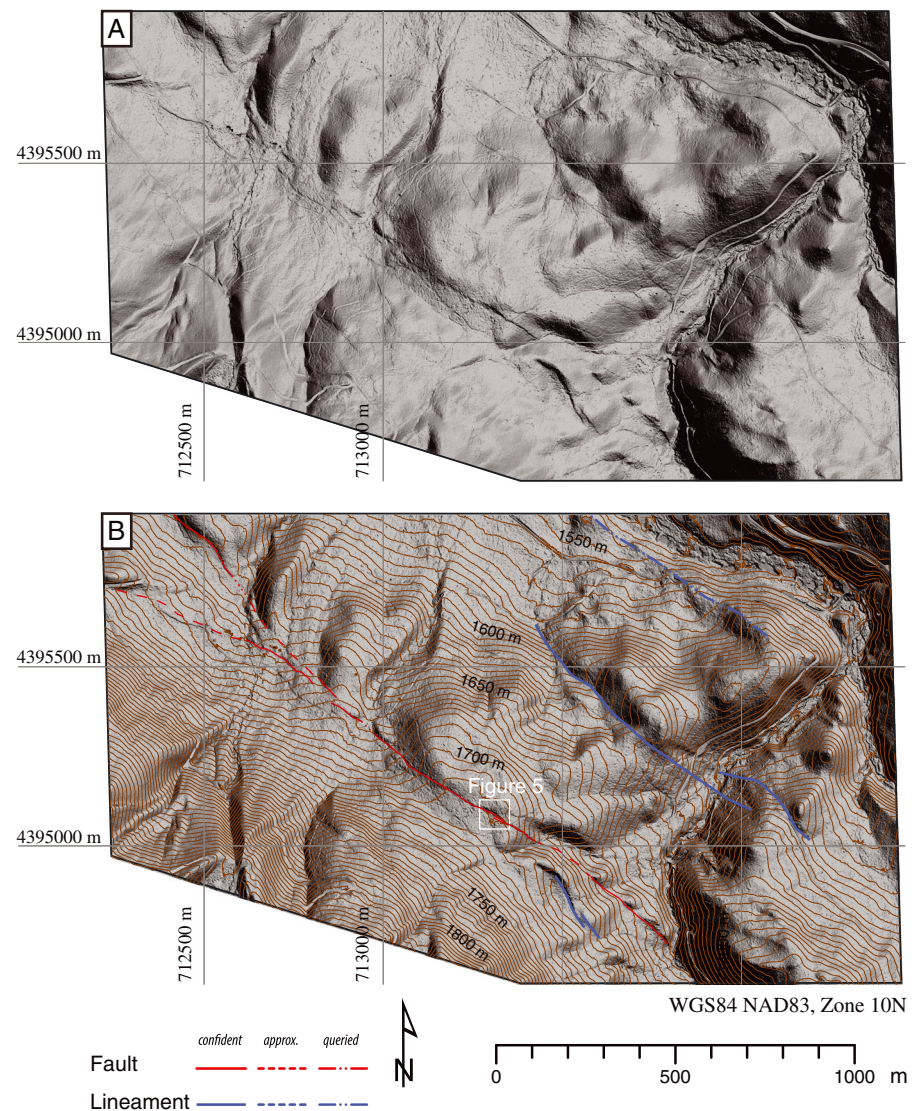 A
4395500 m
4395000 m
712500 m
713000 m
B
1550 m
1600 m
4395500 m
1650 m
1700 m
Figure 5
4395000 m
1750 m
1800 m
712500 m
713000 m
WGS84 NAD83, Zone 10N
confident approx. queried
Fault
N
0 500 1000 m
Lineament